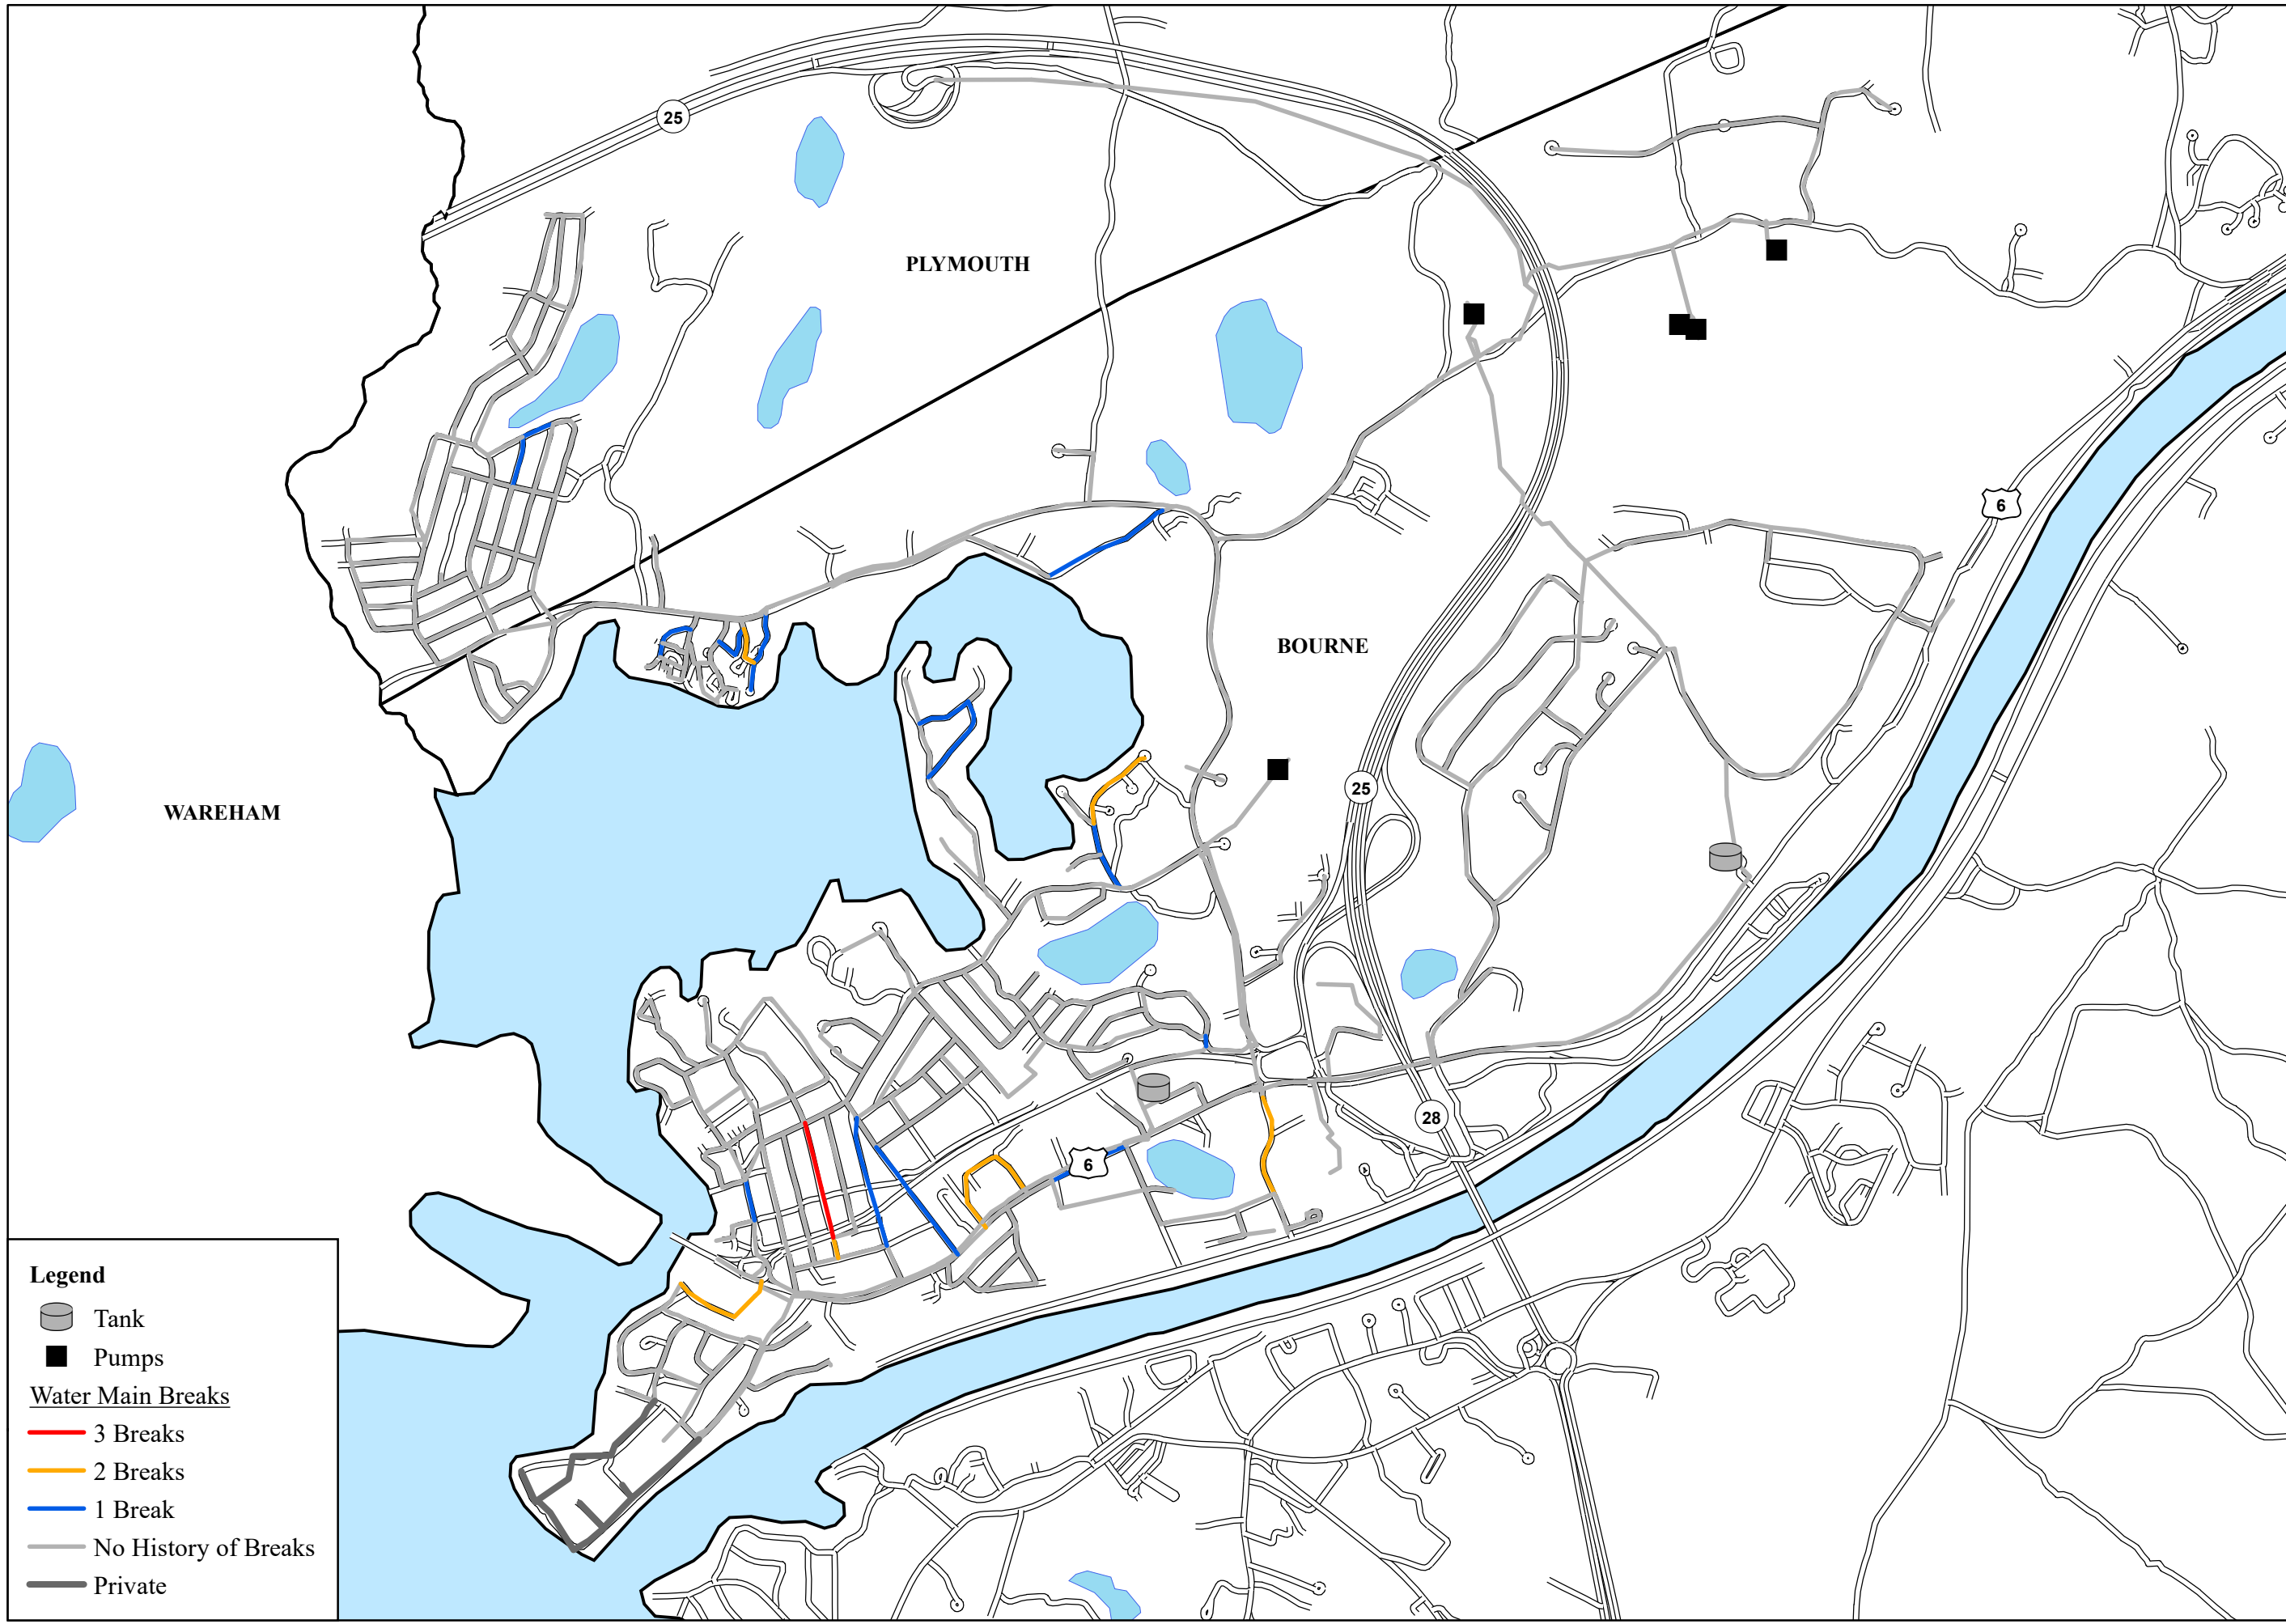 25
PLYMOUTH
6
BOURNE
25
WAREHAM
28
6
Legend
Tank
Pumps
Water Main Breaks
3 Breaks
2 Breaks
1 Break
No History of Breaks
Private